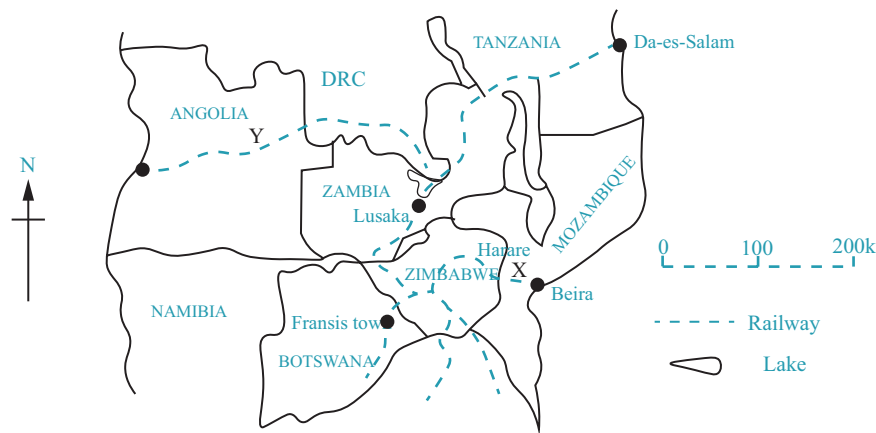 TANZANIA
Da-es-Salam
DRC
ANGOLIA
Y
N
ZAMBIA
Lusaka
MOZAMBIQUE
Harare
X
ZIMBABWE
0 100 200k
Beira
NAMIBIA
Fransis tow
Railway
BOTSWANA
Lake